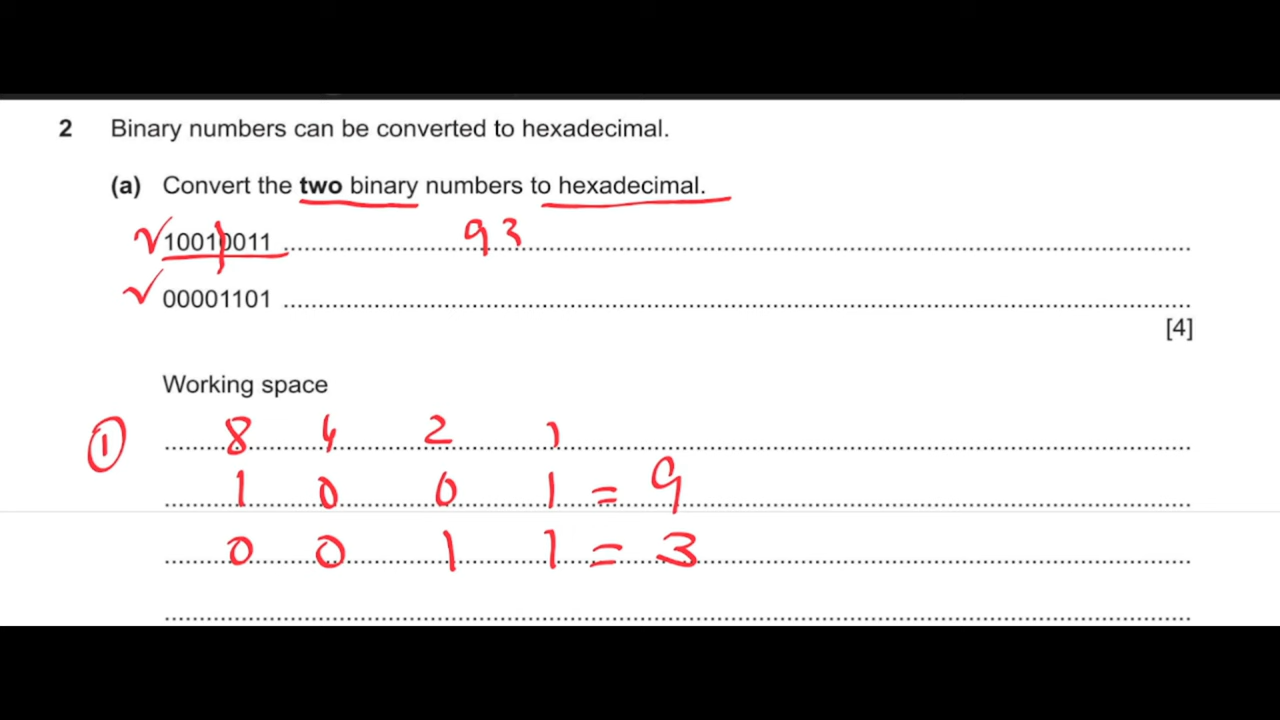 2 Binary numbers can be converted to hexadecimal.
(a) Convert the two binary numbers to hexadecimal.
10010011 ........ 93 ........
00001101 ........
[4]
Working space
① 8 4 2 1
1 0 0 1 = 9
0 0 1 1 = 3